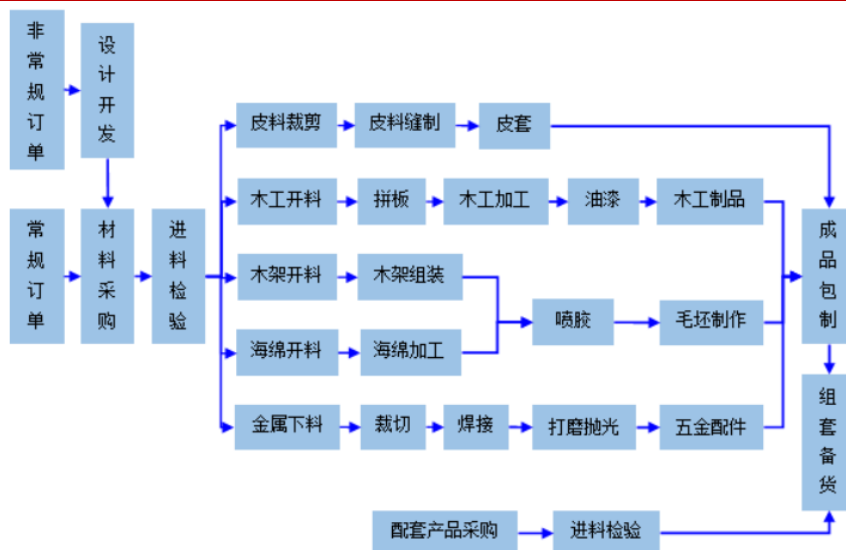 非常规订单
设计开发
皮料裁剪
皮料缝制
皮套
木工开料
拼板
木工加工
油漆
木工制品
常规订单
材料采购
进料检验
成品包制
木架开料
木架组装
喷胶
毛坯制作
海绵开料
海绵加工
金属下料
裁切
焊接
打磨抛光
五金配件
组套备货
配套产品采购
进料检验